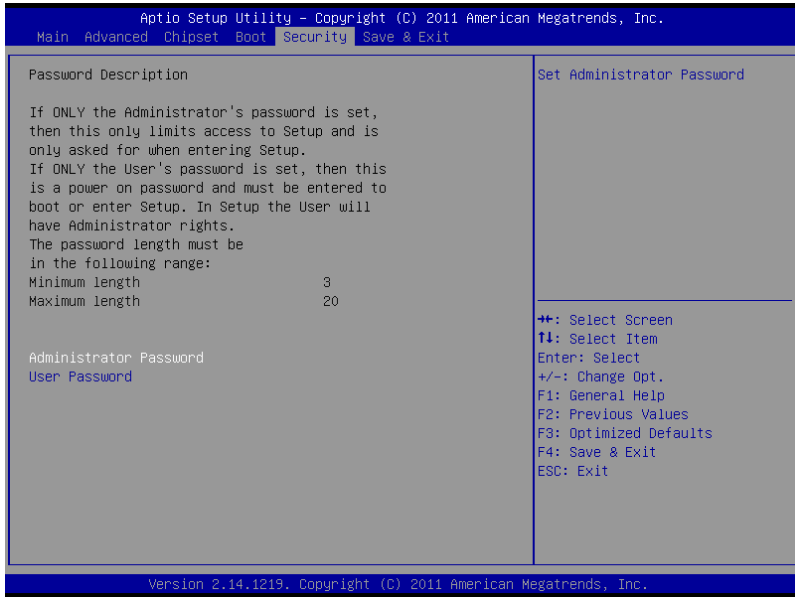 Aptio Setup Utility – Copyright (C) 2011 American Megatrends, Inc.
Main Advanced Chipset Boot Security Save & Exit
Password Description
If ONLY the Administrator's password is set,
then this only limits access to Setup and is
only asked for when entering Setup.
If ONLY the User's password is set, then this
is a power on password and must be entered to
boot or enter Setup. In Setup the User will
have Administrator rights.
The password length must be
in the following range:
Minimum length 3
Maximum length 20
Administrator Password
User Password
Set Administrator Password
→←: Select Screen
↑↓: Select Item
Enter: Select
+/-: Change Opt.
F1: General Help
F2: Previous Values
F3: Optimized Defaults
F4: Save & Exit
ESC: Exit
Version 2.14.1219. Copyright (C) 2011 American Megatrends, Inc.